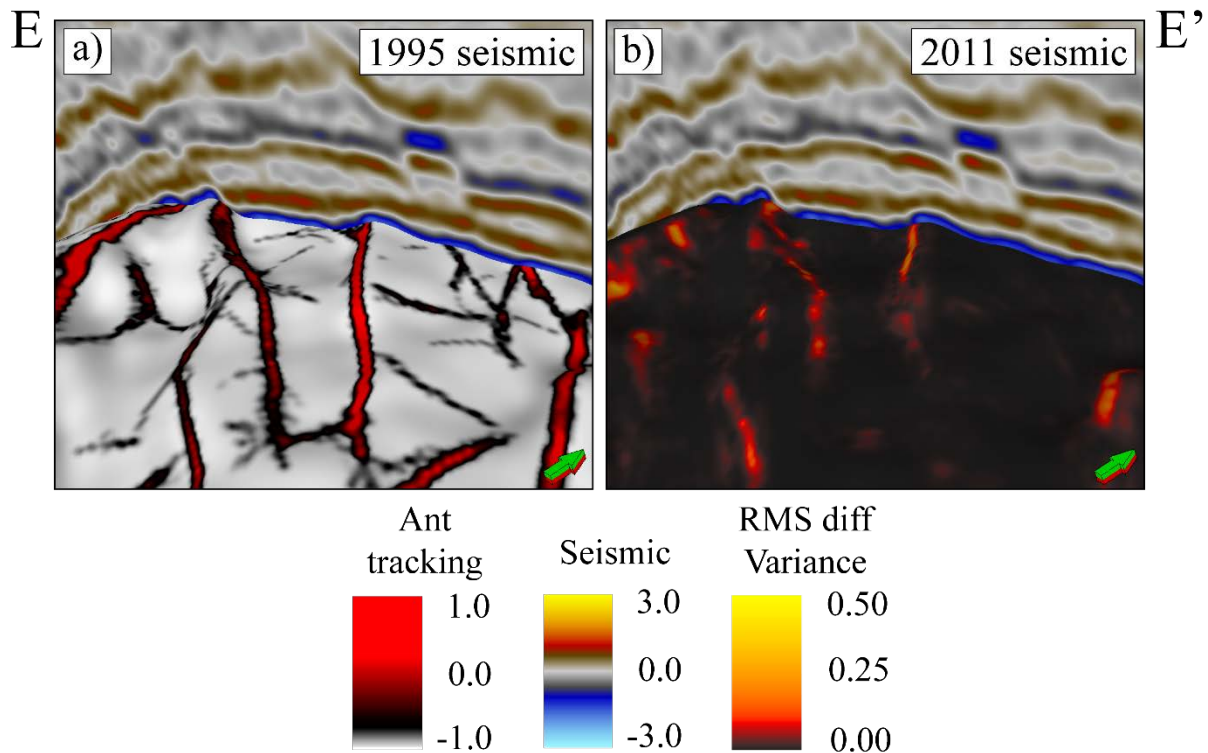 E
a)
1995 seismic
b)
2011 seismic
E’
Ant
tracking
1.0
0.0
-1.0
Seismic
3.0
0.0
-3.0
RMS diff
Variance
0.50
0.25
0.00